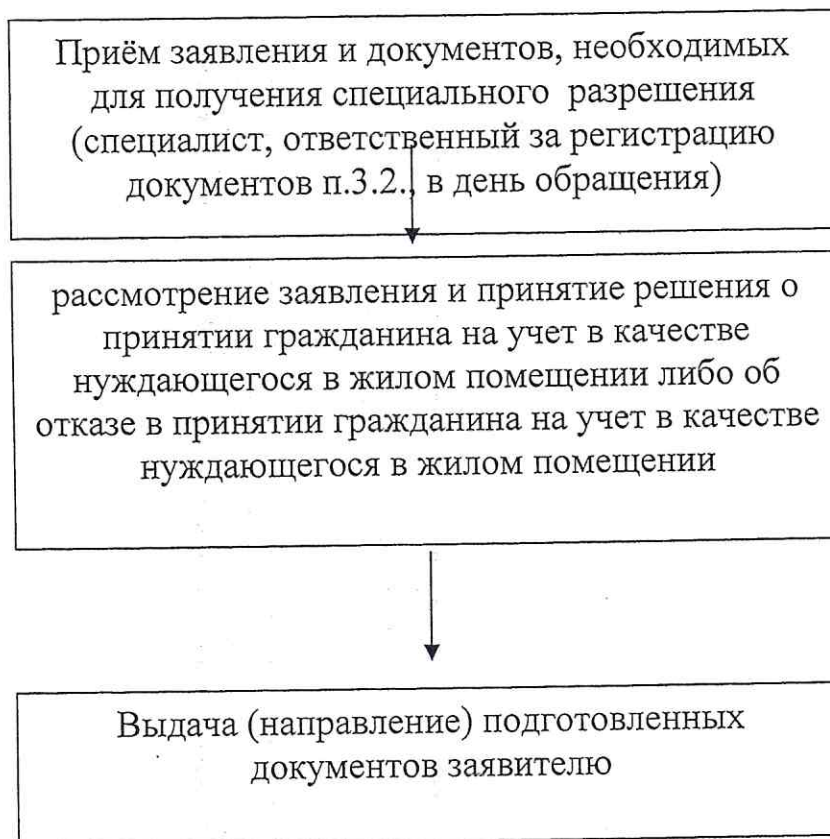 Приём заявления и документов, необходимых
для получения специального разрешения
(специалист, ответственный за регистрацию
документов п.3.2., в день обращения)
рассмотрение заявления и принятие решения о
принятии гражданина на учет в качестве
нуждающегося в жилом помещении либо об
отказе в принятии гражданина на учет в качестве
нуждающегося в жилом помещении
Выдача (направление) подготовленных
документов заявителю